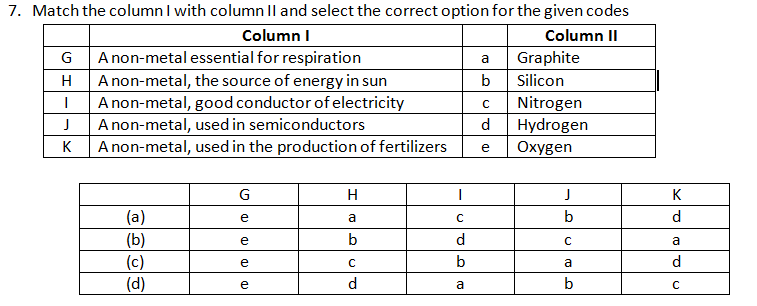 7. Match the column I with column II and select the correct option for the given codes
Column I Column II
G A non-metal essential for respiration a Graphite
H A non-metal, the source of energy in sun b Silicon
I A non-metal, good conductor of electricity c Nitrogen
J A non-metal, used in semiconductors d Hydrogen
K A non-metal, used in the production of fertilizers e Oxygen
G H I J K
(a) e a c b d
(b) e b d c a
(c) e c b a d
(d) e d a b c